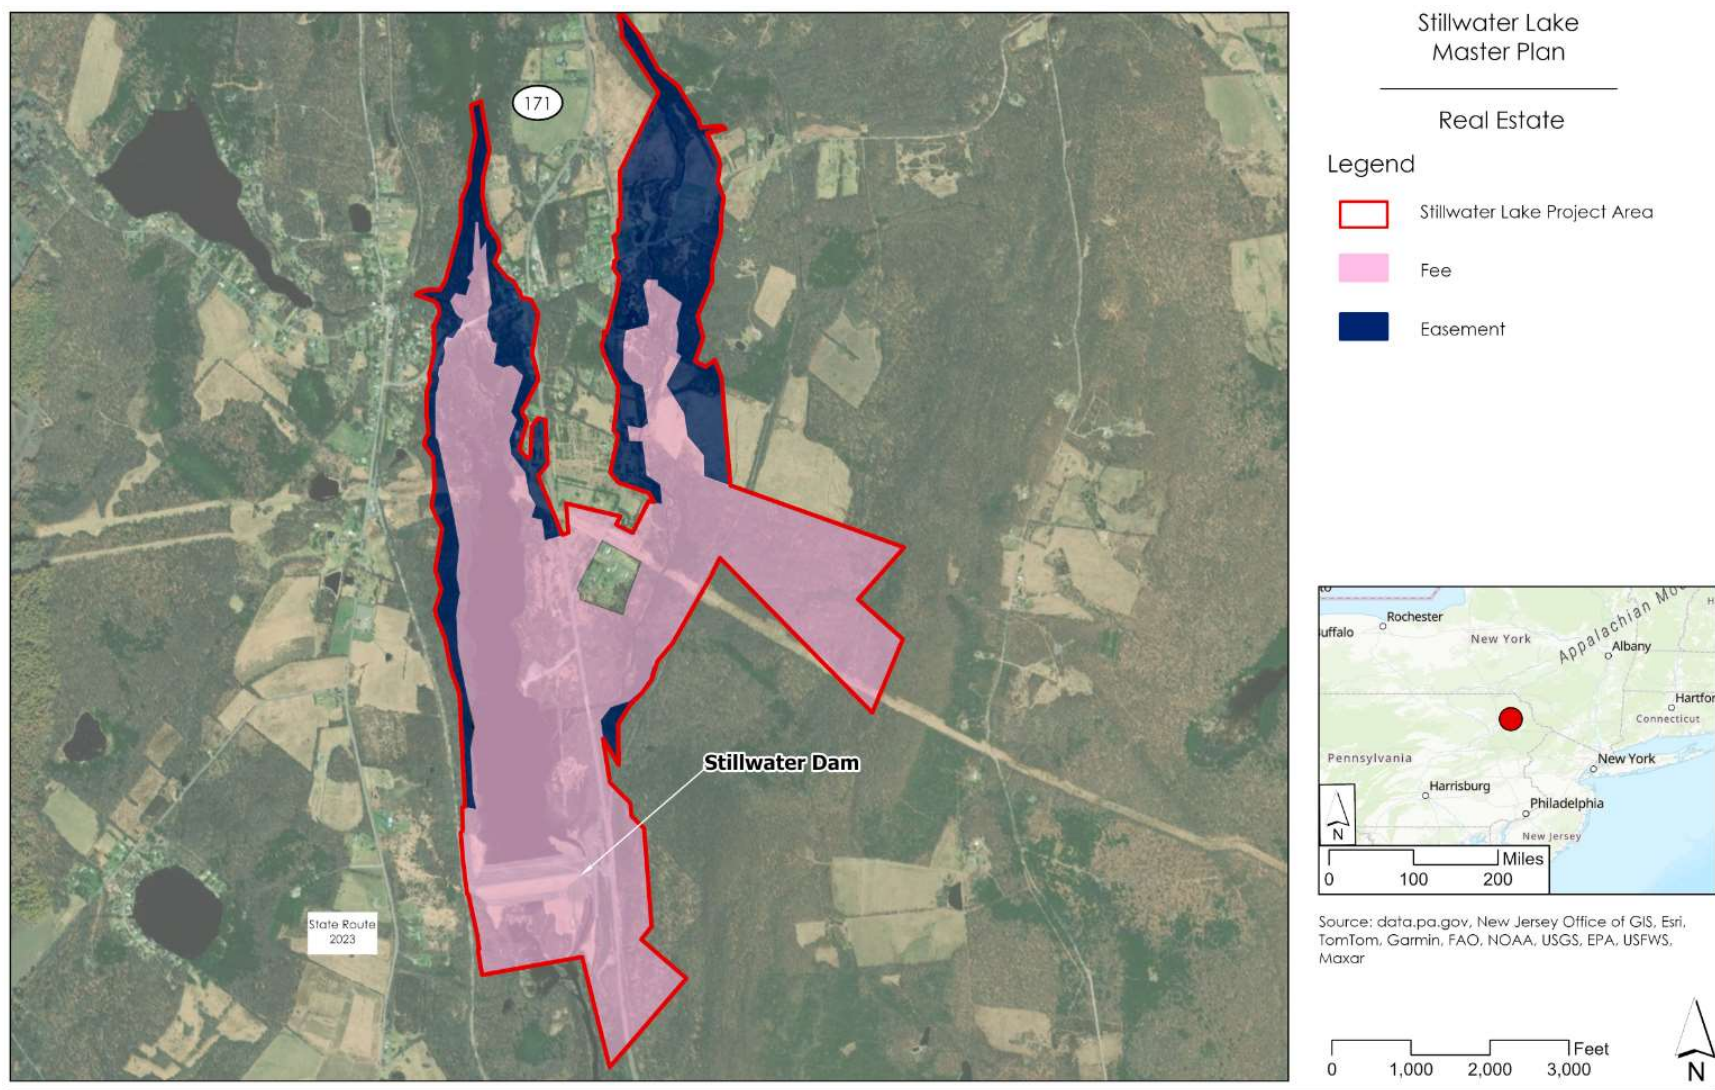 Stillwater Lake
Master Plan
Real Estate
Legend
Stillwater Lake Project Area
Fee
Easement
171
Stillwater Dam
State Route
2023
Rochester
New York
Appalachian
Albany
Hartfor
Connecticut
Pennsylvania
New York
Harrisburg
Philadelphia
New Jersey
N
Miles
0 100 200
Source: data.pa.gov, New Jersey Office of GIS, Esri,
TomTom, Garmin, FAO, NOAA, USGS, EPA, USFWS,
Maxar
Feet
0 1,000 2,000 3,000
N